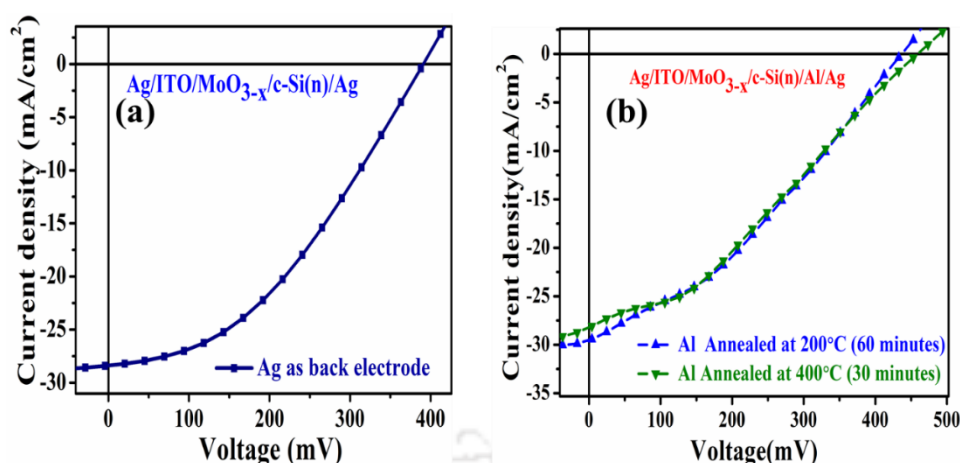 (a)
Ag/ITO/MoO3-x/c-Si(n)/Ag
Current density (mA/cm2)
0
-5
-10
-15
-20
-25
-30
Ag as back electrode
0
100
200
300
400
Voltage (mV)
(b)
Ag/ITO/MoO3-x/c-Si(n)/Al/Ag
Current density(mA/cm2)
5
0
-5
-10
-15
-20
-25
-30
-35
Al Annealed at 200°C (60 minutes)
Al Annealed at 400°C (30 minutes)
0
100
200
300
400
500
Voltage(mV)